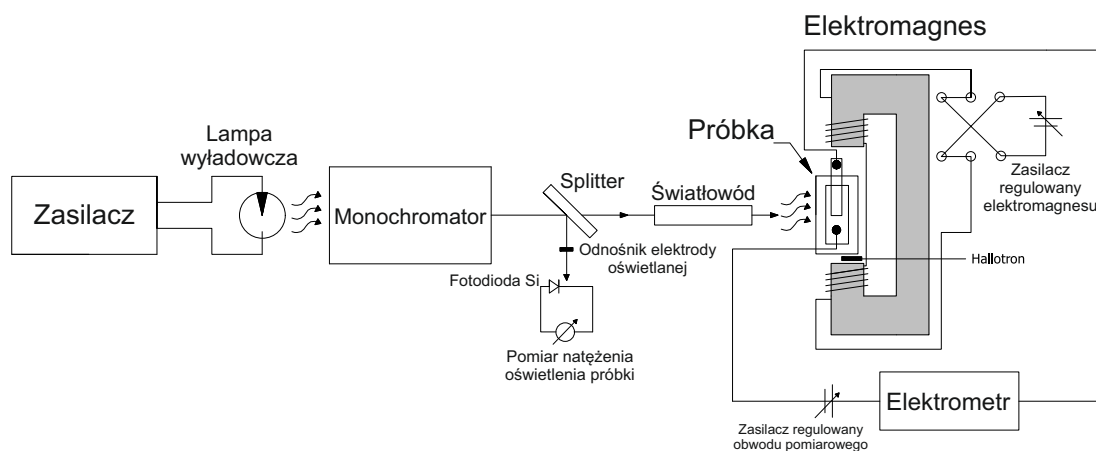 Elektromagnes
Lampa
wyładowcza
Zasilacz
Monochromator
Splitter
Światłowód
Próbka
Zasilacz
regulowany
elektromagnesu
Odnośnik elektrody
oświetlanej
Hallotron
Fotodioda Si
Pomiar natężenia
oświetlenia próbki
Elektrometr
Zasilacz regulowany
obwodu pomiarowego